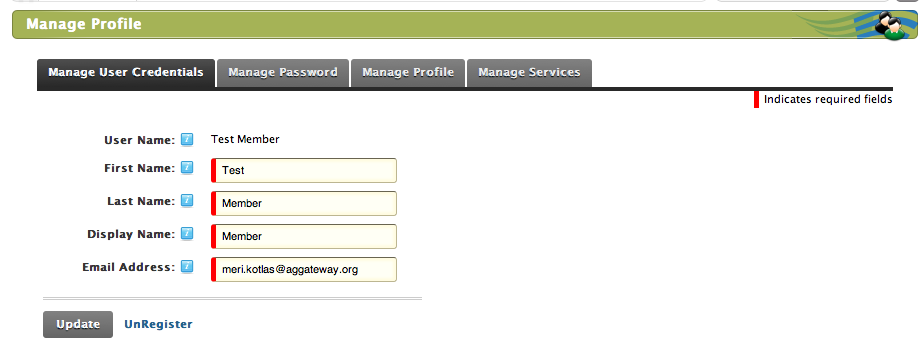 Manage Profile
Manage User Credentials Manage Password Manage Profile Manage Services
Indicates required fields
User Name: Test Member
First Name: Test
Last Name: Member
Display Name: Member
Email Address: meri.kotlas@aggateway.org
Update UnRegister